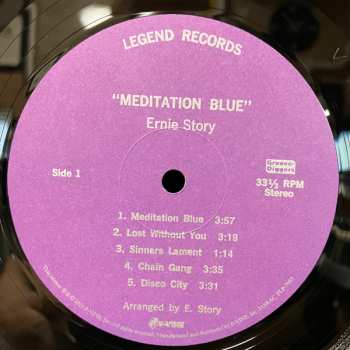 LEGEND RECORDS
"MEDITATION BLUE"
Ernie Story
Side 1
Groove-Diggers
33⅓ RPM
Stereo
1. Meditation Blue 3:57
2. Lost Without You 3:19
3. Sinners Lament 1:14
4. Chain Gang 3:35
5. Disco City 3:31
Arranged by E. Story